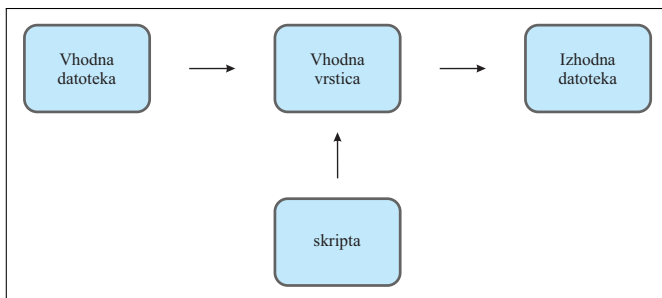 Vhodna
datoteka
Vhodna
vrstica
Izhodna
datoteka
skripta